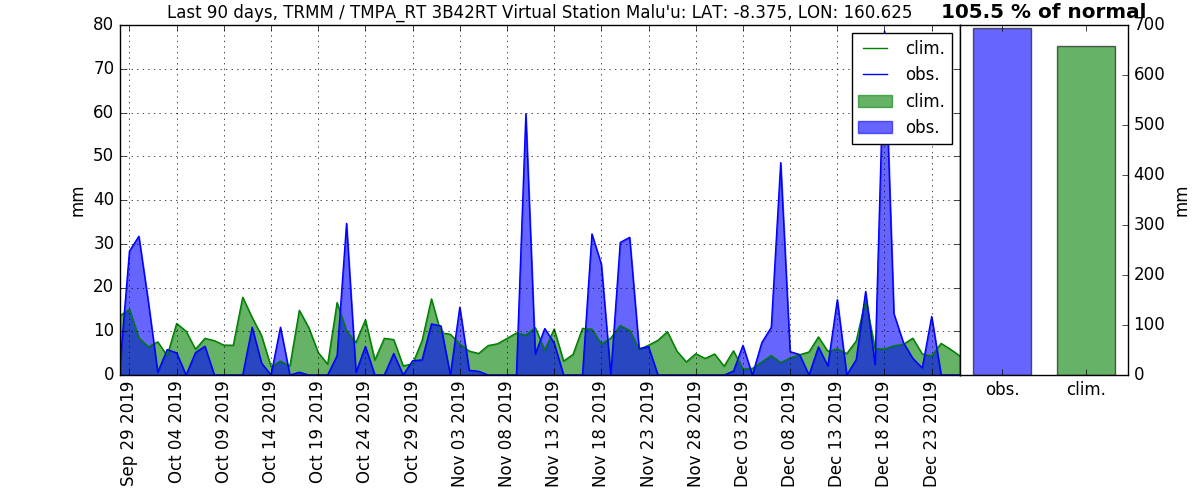 Last 90 days, TRMM / TMPA_RT 3B42RT Virtual Station Malu'u: LAT: -8.375, LON: 160.625
105.5 % of normal
80
70
60
50
40
30
20
10
0
mm
clim.
obs.
clim.
obs.
700
600
500
400
300
200
100
0
mm
obs.
clim.
Sep 29 2019
Oct 04 2019
Oct 09 2019
Oct 14 2019
Oct 19 2019
Oct 24 2019
Oct 29 2019
Nov 03 2019
Nov 08 2019
Nov 13 2019
Nov 18 2019
Nov 23 2019
Nov 28 2019
Dec 03 2019
Dec 08 2019
Dec 13 2019
Dec 18 2019
Dec 23 2019